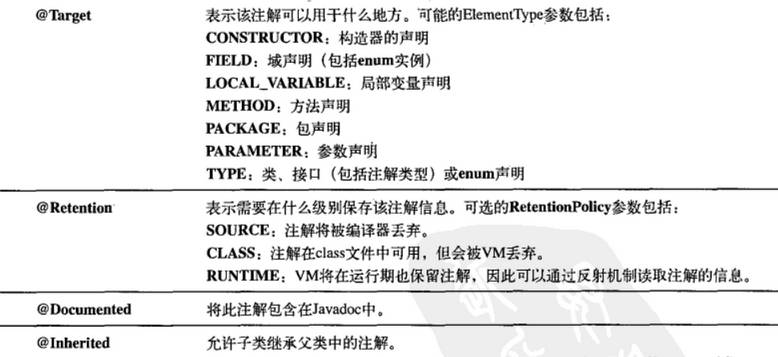 @Target 表示该注解可以用于什么地方。可能的ElementType参数包括：
CONSTRUCTOR：构造器的声明
FIELD：域声明（包括enum实例）
LOCAL_VARIABLE：局部变量声明
METHOD：方法声明
PACKAGE：包声明
PARAMETER：参数声明
TYPE：类、接口（包括注解类型）或enum声明
@Retention 表示需要在什么级别保存该注解信息。可选的RetentionPolicy参数包括：
SOURCE：注解将被编译器丢弃。
CLASS：注解在class文件中可用，但会被VM丢弃。
RUNTIME：VM将在运行期也保留注解，因此可以通过反射机制读取注解的信息。
@Documented 将此注解包含在Javadoc中。
@Inherited 允许子类继承父类中的注解。